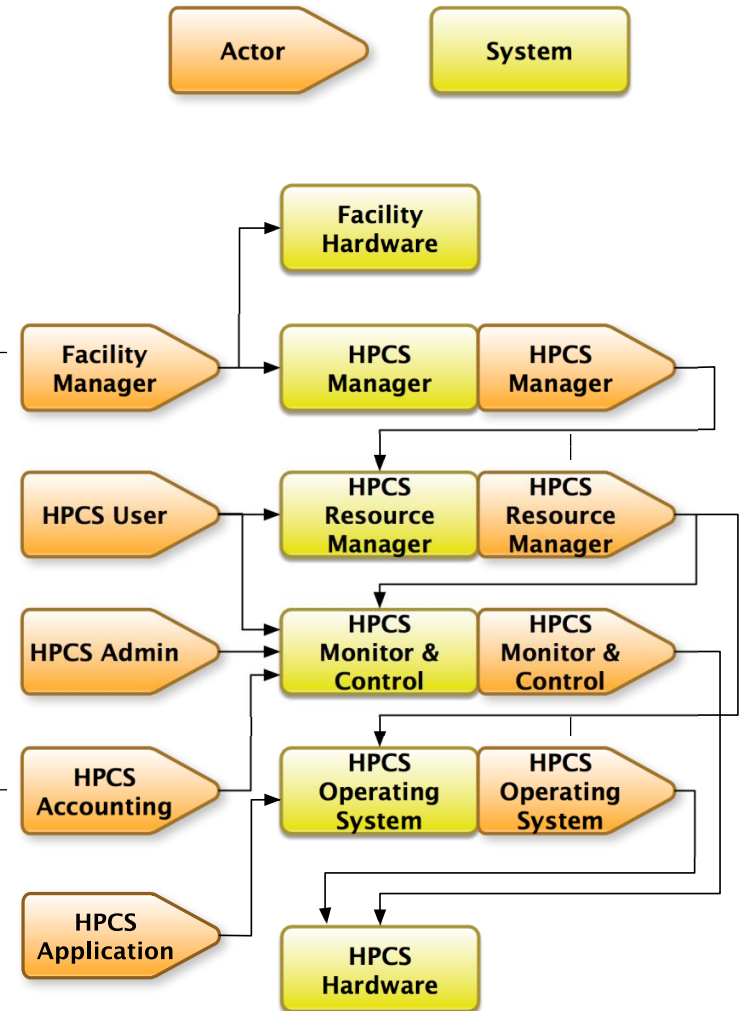 Actor
System
Facility
Hardware
Facility
Manager
HPCS
Manager
HPCS
Manager
HPCS User
HPCS
Resource
Manager
HPCS
Resource
Manager
HPCS Admin
HPCS
Monitor &
Control
HPCS
Monitor &
Control
HPCS
Accounting
HPCS
Operating
System
HPCS
Operating
System
HPCS
Application
HPCS
Hardware